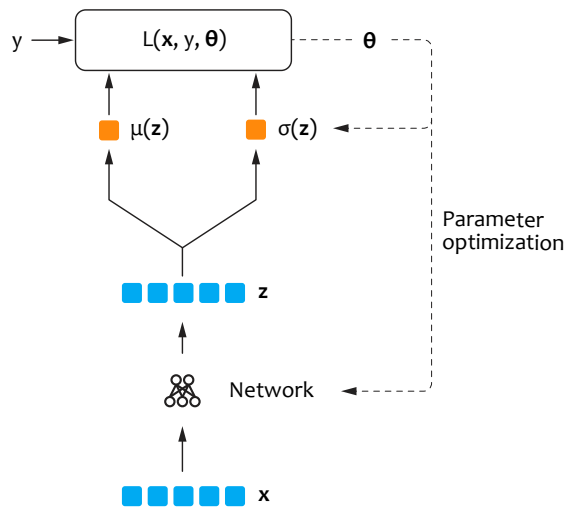 y
L(x, y, θ)
θ
μ(z)
σ(z)
Parameter
optimization
z
Network
x